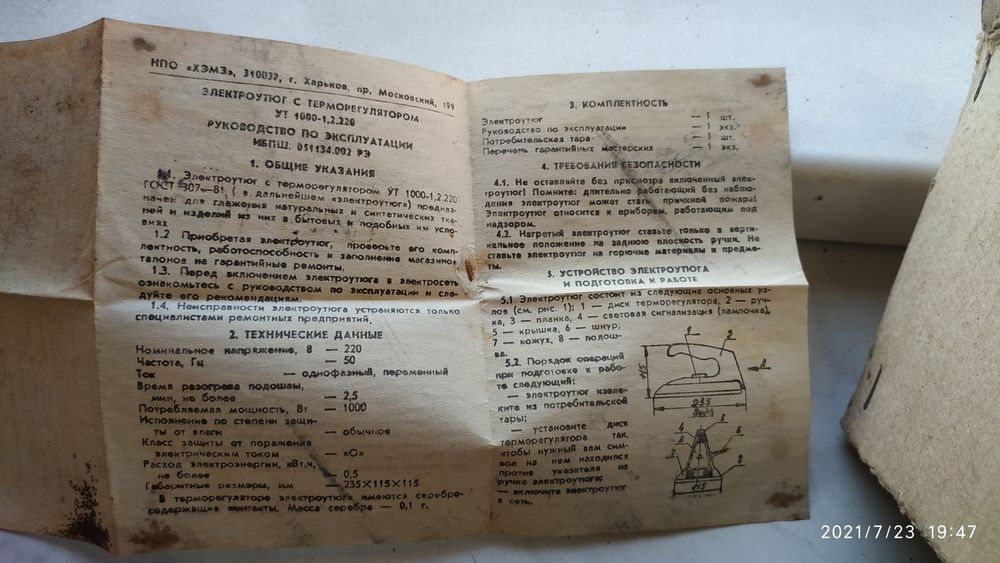 НПО «ХЭМЗ», 310037, г. Харьков, пр. Московский, 199
ЭЛЕКТРОУТЮГ С ТЕРМОРЕГУЛЯТОРОМ
УТ 1000-1,2.220
РУКОВОДСТВО ПО ЭКСПЛУАТАЦИИ
ИБПШ. 051134.002 РЭ
1. ОБЩИЕ УКАЗАНИЯ
1.1. Электроутюг с терморегулятором УТ 1000-1,2.220
ГОСТ 307—81 ( в дальнейшем «электроутюг») предназ-
начен для глажения натуральных и синтетических тка-
ней и изделий из них в бытовых и подобных им усло-
виях
1.2 Приобретая электроутюг, проверьте его комп-
лектность, работоспособность и заполнение магазином
талонов на гарантийные ремонты.
1.3. Перед включением электроутюга в электросеть
ознакомьтесь с руководством по эксплуатации и сле-
дуйте его рекомендациям.
1.4. Неисправности электроутюга устраняются только
специалистами ремонтных предприятий.
2. ТЕХНИЧЕСКИЕ ДАННЫЕ
Номинальное напряжение, В — 220
Частота, Гц — 50
Ток — однофазный, переменный
Время разогрева подошвы,
мин, не более — 2,5
Потребляемая мощность, Вт — 1000
Исполнение по степени защи-
ты от влаги — обычное
Класс защиты от поражения
электрическим током — «О»
Расход электроэнергии, кВт.ч,
не более — 0,5
Габаритные размеры, мм — 235×115×115
В терморегуляторе электроутюга имеются серебро-
содержащие контакты. Масса серебра — 0,1 г.
3. КОМПЛЕКТНОСТЬ
Электроутюг — 1 шт.
Руководство по эксплуатации — 1 экз.
Потребительская тара — 1 шт.
Перечень гарантийных мастерских — 1 экз.
4. ТРЕБОВАНИЯ БЕЗОПАСНОСТИ
4.1. Не оставляйте без присмотра включенный элек-
троутюг! Помните: длительно работающий без наблю-
дения электроутюг может стать причиной пожара!
Электроутюг относится к приборам, работающим под
надзором.
4.2. Нагретый электроутюг ставьте только в верти-
кальное положение на заднюю плоскость ручки. Не
ставьте электроутюг на горючие материалы и предме-
ты.
5. УСТРОЙСТВО ЭЛЕКТРОУТЮГА
И ПОДГОТОВКА К РАБОТЕ
5.1 Электроутюг состоит из следующих основных уз-
лов (см. рис. 1); 1 — диск терморегулятора, 2 — руч-
ка, 3 — планка, 4 — световая сигнализация (лампочка),
5 — крышка, 6 — шнур,
7 — кожух, 8 — подош-
ва.
5.2. Порядок операций
при подготовке к рабо-
те следующий:
— электроутюг извле-
ките из потребительской
тары;
— установите диск
терморегулятора так,
чтобы нужный вам сим-
вол на нем находился
против указателя на
ручке электроутюга;
— включите электроутюг
в сеть.
1 2
115
А
235
Вид А
3
4
5 6
7 8
115
2021/7/23 19:47